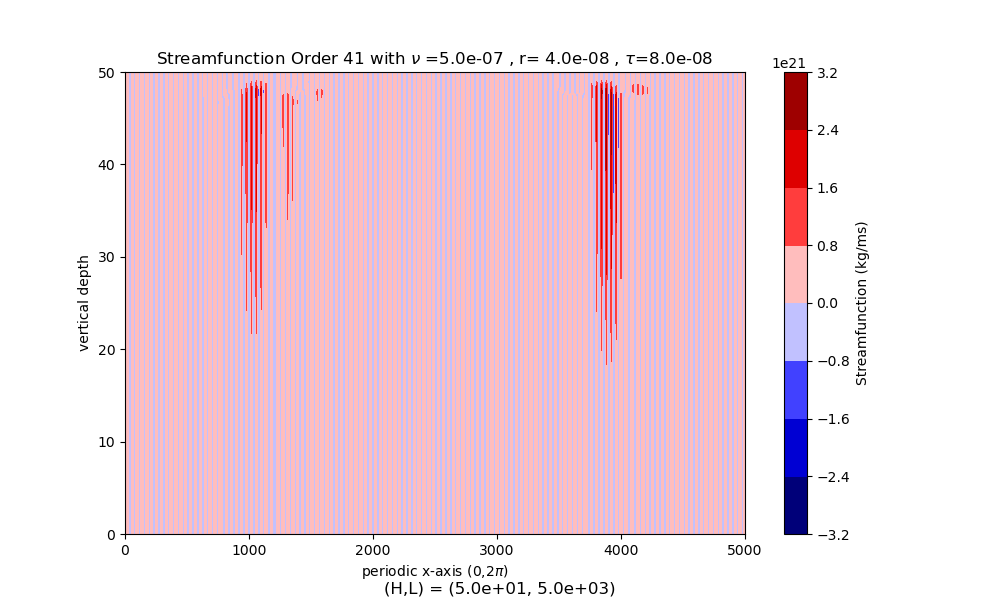 Streamfunction Order 41 with ν =5.0e-07 , r= 4.0e-08 , τ=8.0e-08
1e21
50
40
30
20
10
0
vertical depth
0 1000 2000 3000 4000 5000
periodic x-axis (0,2π)
(H,L) = (5.0e+01, 5.0e+03)
3.2
2.4
1.6
0.8
0.0
−0.8
−1.6
−2.4
−3.2
Streamfunction (kg/ms)